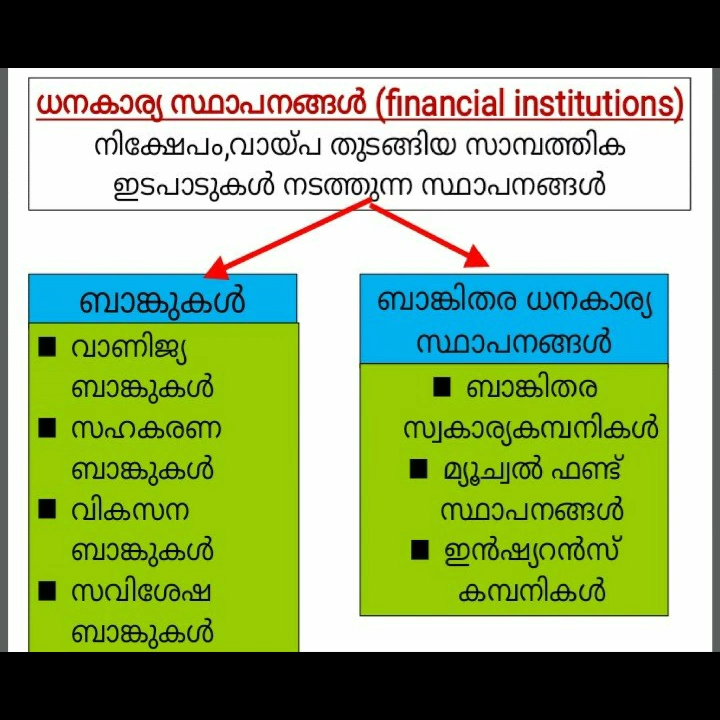 ധനകാര്യ സ്ഥാപനങ്ങൾ (financial institutions)
നിക്ഷേപം,വായ്പ തുടങ്ങിയ സാമ്പത്തിക
ഇടപാടുകൾ നടത്തുന്ന സ്ഥാപനങ്ങൾ
ബാങ്കുകൾ
■ വാണിജ്യ
ബാങ്കുകൾ
■ സഹകരണ
ബാങ്കുകൾ
■ വികസന
ബാങ്കുകൾ
■ സവിശേഷ
ബാങ്കുകൾ
ബാങ്കിതര ധനകാര്യ
സ്ഥാപനങ്ങൾ
■ ബാങ്കിതര
സ്വകാര്യകമ്പനികൾ
■ മ്യൂച്വൽ ഫണ്ട്
സ്ഥാപനങ്ങൾ
■ ഇൻഷ്യറൻസ്
കമ്പനികൾ